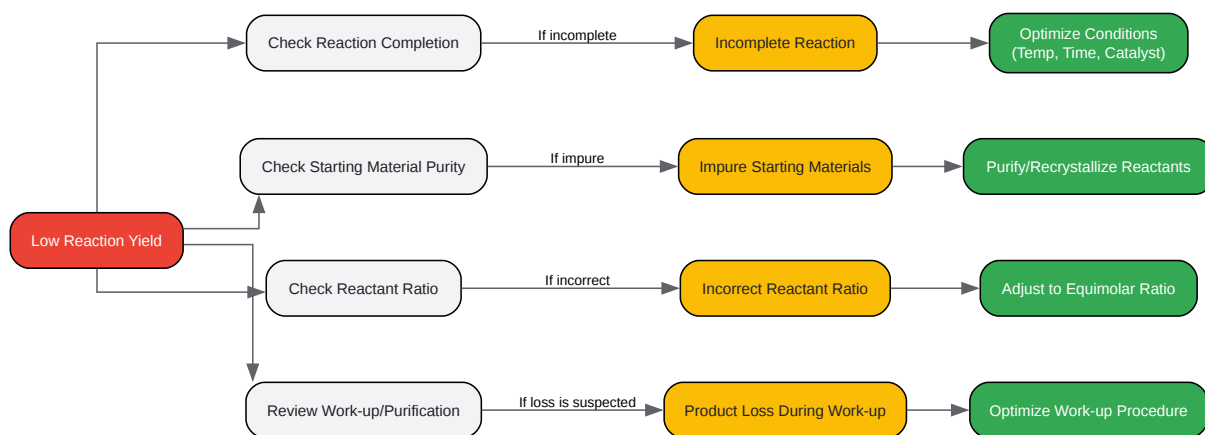 Check Reaction Completion
If incomplete
Incomplete Reaction
Optimize Conditions
(Temp, Time, Catalyst)
Check Starting Material Purity
If impure
Impure Starting Materials
Purify/Recrystallize Reactants
Low Reaction Yield
Check Reactant Ratio
If incorrect
Incorrect Reactant Ratio
Adjust to Equimolar Ratio
Review Work-up/Purification
If loss is suspected
Product Loss During Work-up
Optimize Work-up Procedure